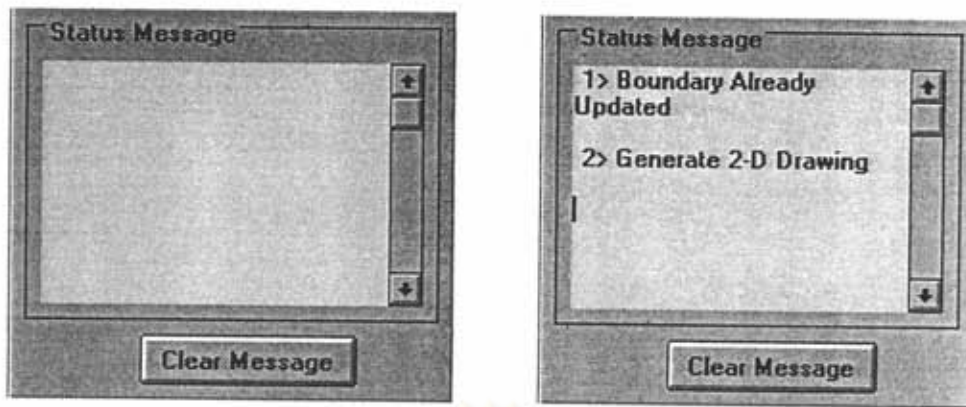 Status Message
Clear Message
Status Message
1> Boundary Already
Updated
2> Generate 2-D Drawing
Clear Message